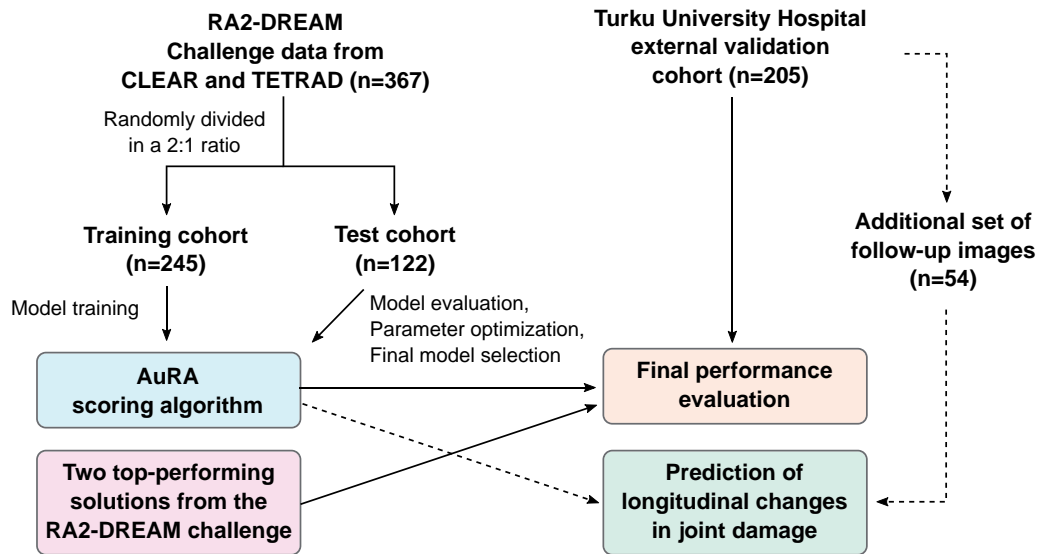 RA2-DREAM
Challenge data from
CLEAR and TETRAD (n=367)
Turku University Hospital
external validation
cohort (n=205)
Randomly divided
in a 2:1 ratio
Training cohort
(n=245)
Test cohort
(n=122)
Additional set of
follow-up images
(n=54)
Model training
Model evaluation,
Parameter optimization,
Final model selection
AuRA
scoring algorithm
Final performance
evaluation
Two top-performing
solutions from the
RA2-DREAM challenge
Prediction of
longitudinal changes
in joint damage